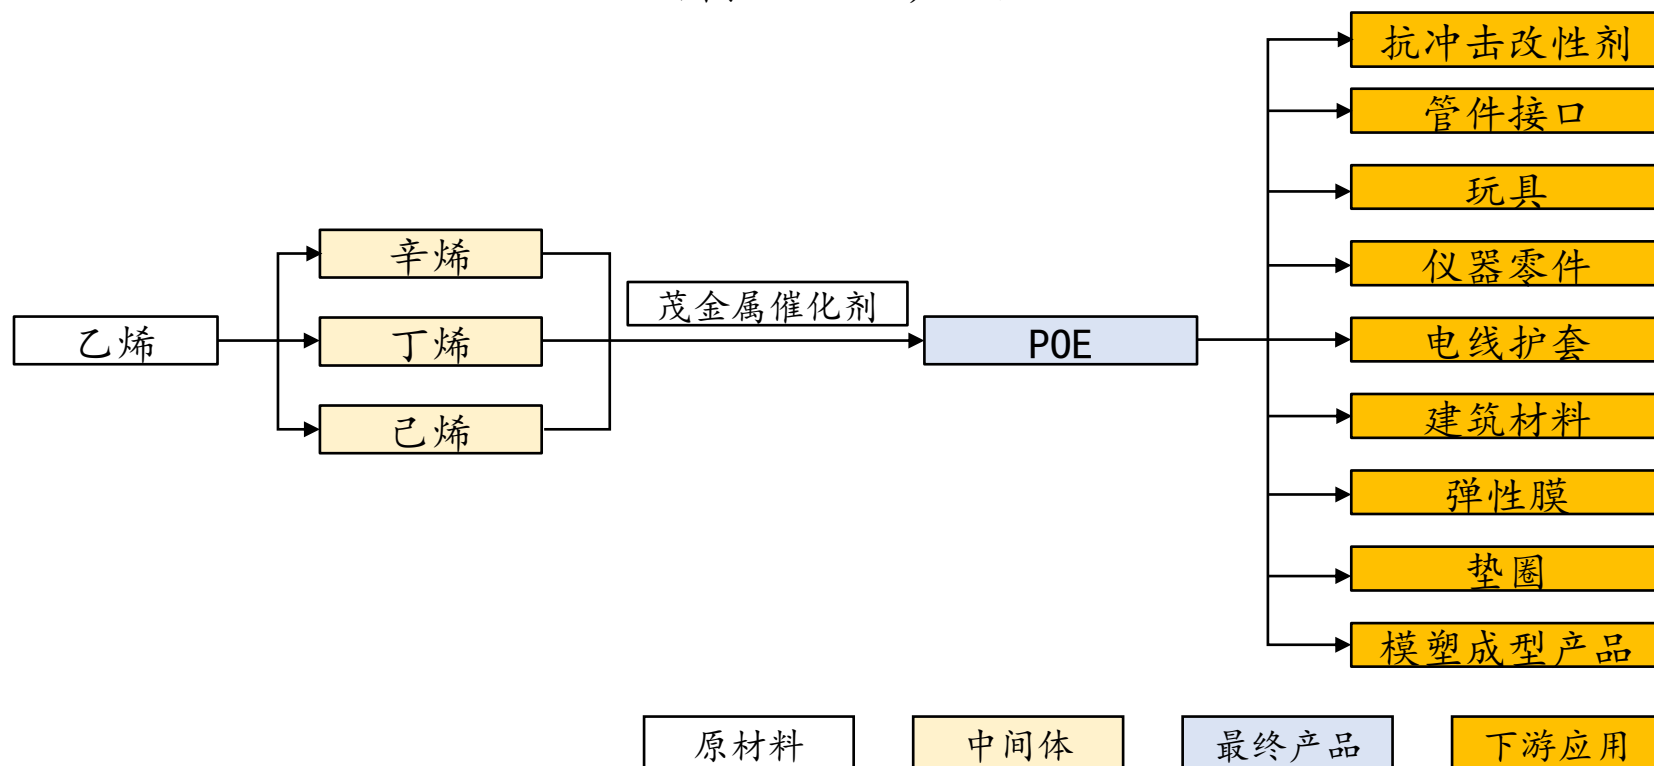 抗冲击改性剂
管件接口
玩具
辛烯
仪器零件
茂金属催化剂
乙烯
丁烯
POE
电线护套
己烯
建筑材料
弹性膜
垫圈
模塑成型产品
原材料
中间体
最终产品
下游应用